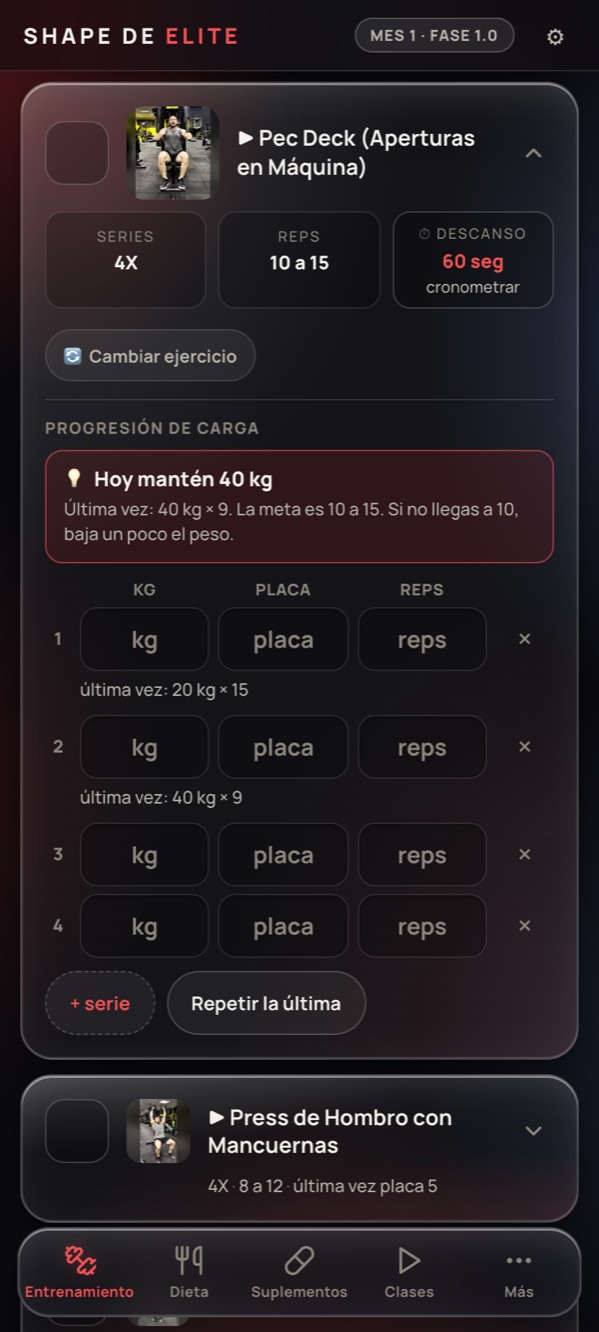 SHAPE DE ELITE
MES 1 · FASE 1.0
Pec Deck (Aperturas
en Máquina)
SERIES
4X
REPS
10 a 15
DESCANSO
60 seg
cronometrar
Cambiar ejercicio
PROGRESIÓN DE CARGA
Hoy mantén 40 kg
Última vez: 40 kg × 9. La meta es 10 a 15. Si no llegas a 10,
baja un poco el peso.
KG PLACA REPS
1 kg placa reps ×
última vez: 20 kg × 15
2 kg placa reps ×
última vez: 40 kg × 9
3 kg placa reps ×
4 kg placa reps ×
+ serie
Repetir la última
Press de Hombro con
Mancuernas
4X · 8 a 12 · última vez placa 5
Entrenamiento
Dieta
Suplementos
Clases
Más